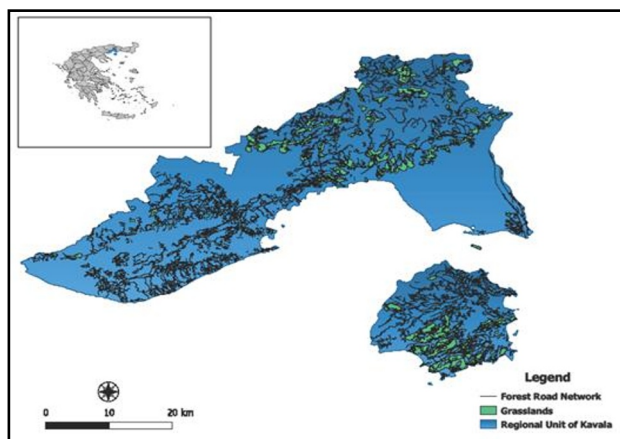 Legend
Forest Road Network
Grasslands
Regional Unit of Kavala
0 10 20 km